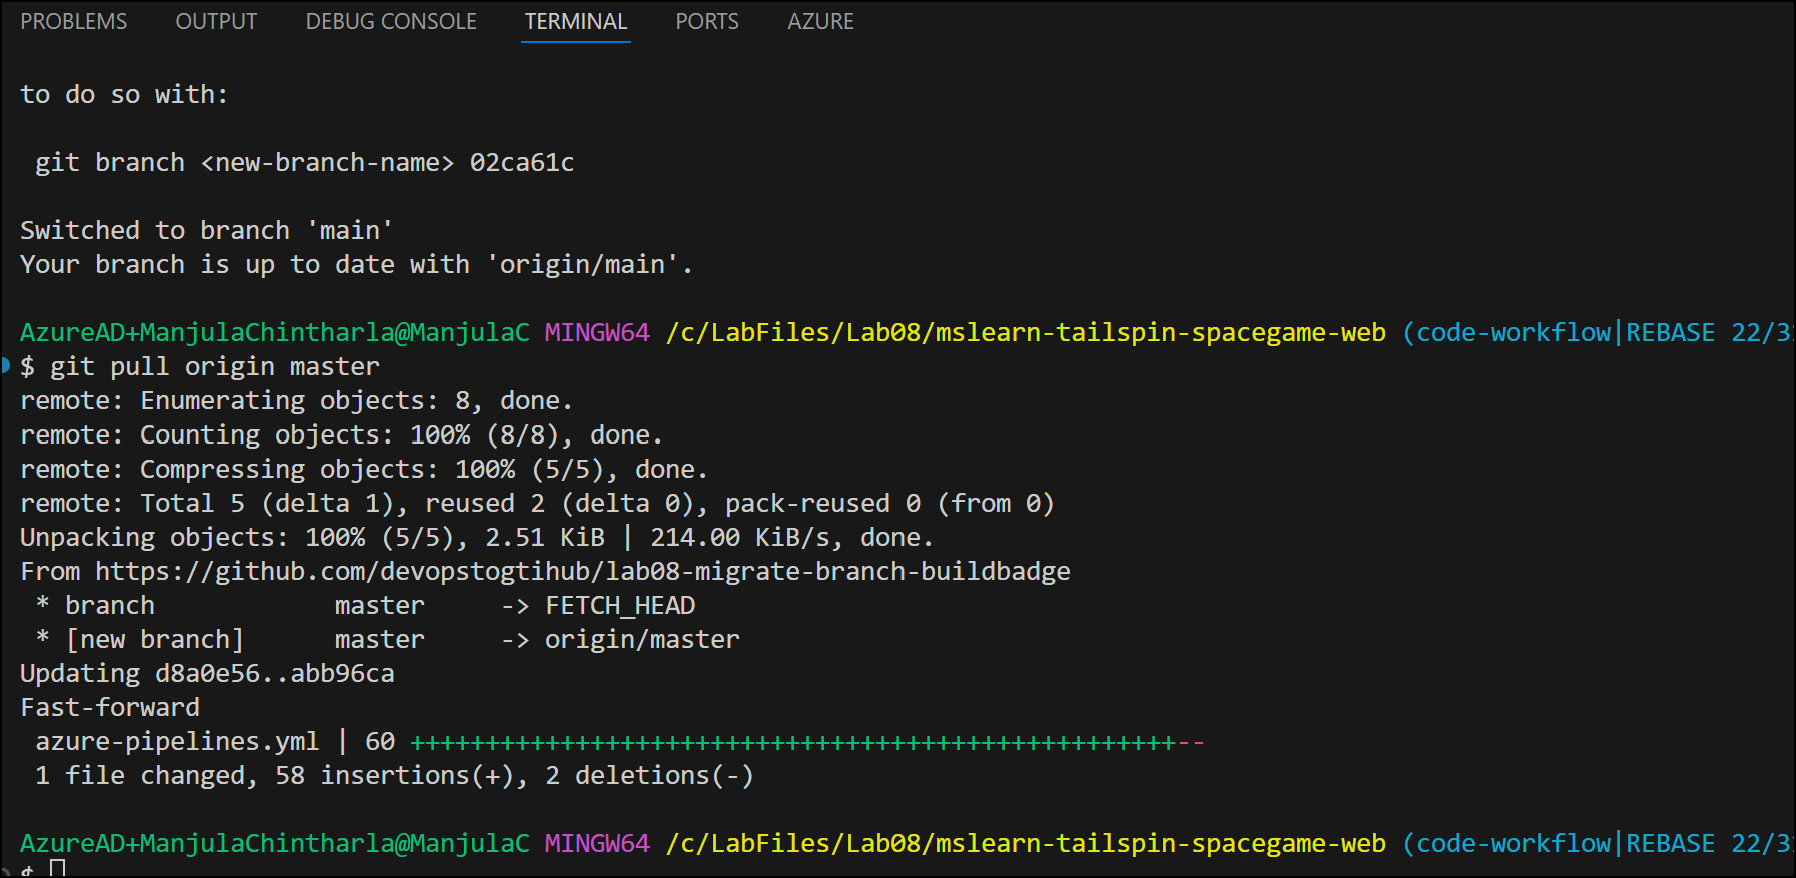 PROBLEMS OUTPUT DEBUG CONSOLE TERMINAL PORTS AZURE
to do so with:
git branch <new-branch-name> 02ca61c
Switched to branch 'main'
Your branch is up to date with 'origin/main'.
AzureAD+ManjulaChintharla@ManjulaC MINGW64 /c/LabFiles/Lab08/mslearn-tailspin-spacegame-web (code-workflow|REBASE 22/3
$ git pull origin master
remote: Enumerating objects: 8, done.
remote: Counting objects: 100% (8/8), done.
remote: Compressing objects: 100% (5/5), done.
remote: Total 5 (delta 1), reused 2 (delta 0), pack-reused 0 (from 0)
Unpacking objects: 100% (5/5), 2.51 KiB | 214.00 KiB/s, done.
From https://github.com/devopstogtihub/lab08-migrate-branch-buildbadge
* branch master -> FETCH_HEAD
* [new branch] master -> origin/master
Updating d8a0e56..abb96ca
Fast-forward
azure-pipelines.yml | 60 +++++++++++++++++++++++++++++++++++++++++++++++++++--
1 file changed, 58 insertions(+), 2 deletions(-)
AzureAD+ManjulaChintharla@ManjulaC MINGW64 /c/LabFiles/Lab08/mslearn-tailspin-spacegame-web (code-workflow|REBASE 22/3
$